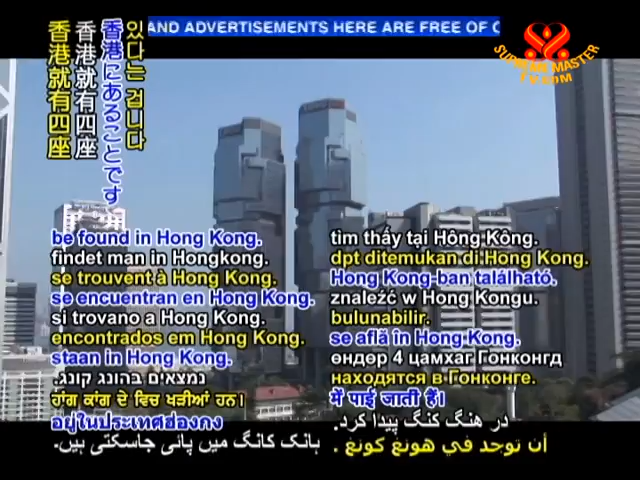 AND ADVERTISEMENTS HERE ARE FREE OF C
SUPREME MASTER
TV.COM
있다는 겁니다
香港にあることです
香港就有四座
香港就有四座
be found in Hong Kong.
findet man in Hongkong.
se trouvent à Hong Kong.
se encuentran en Hong Kong.
si trovano a Hong Kong.
encontrados em Hong Kong.
staan in Hong Kong.
נמצאים בהונג קונג.
ਹਾਂਗ ਕਾਂਗ ਦੇ ਵਿਚ ਖੜੀਆਂ ਹਨ।
อยู่ในประเทศฮ่องกง
ہانک کانگ میں پائی جاسکتی ہیں.
tìm thấy tại Hồng Kông.
dpt ditemukan di Hong Kong.
Hong Kong-ban található.
znaleźć w Hong Kongu.
bulunabilir.
se află în Hong Kong.
өндөр 4 цамхаг Гонконгд
находятся в Гонконге.
में पाई जाती हैं।
در هنگ کنگ پیدا کرد.
أن توجد في هونغ كونغ .